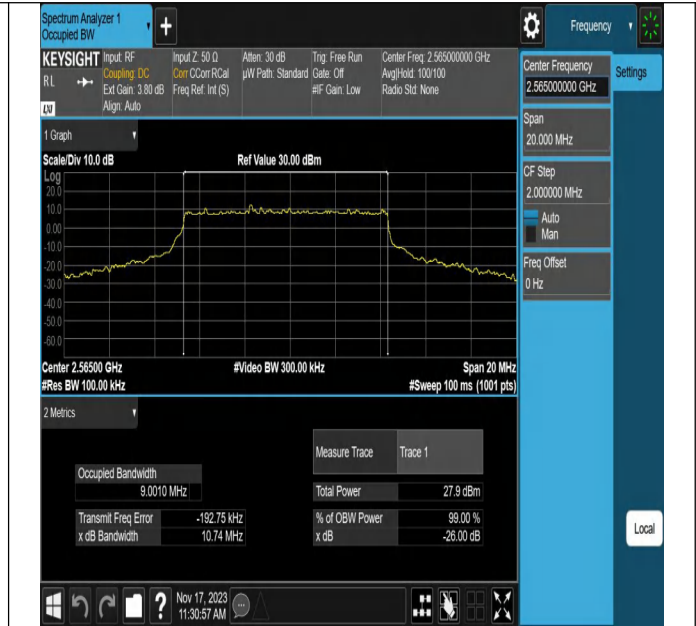 Spectrum Analyzer 1
Occupied BW
+
Frequency
KEYSIGHT
RL
LXI
Input: RF
Coupling: DC
Ext Gain: 3.80 dB
Align: Auto
Input Z: 50 Ω
Corr CCorr RCal
Freq Ref: Int (S)
Atten: 30 dB
µW Path: Standard
Trig: Free Run
Gate: Off
#IF Gain: Low
Center Freq: 2.565000000 GHz
Avg|Hold: 100/100
Radio Std: None
1 Graph
Scale/Div 10.0 dB
Ref Value 30.00 dBm
Log
20.0
10.0
0.00
-10.0
-20.0
-30.0
-40.0
-50.0
-60.0
Center 2.56500 GHz
#Video BW 300.00 kHz
Span 20 MHz
#Res BW 100.00 kHz
#Sweep 100 ms (1001 pts)
2 Metrics
Measure Trace
Trace 1
Occupied Bandwidth
9.0010 MHz
Total Power
27.9 dBm
Transmit Freq Error
-192.75 kHz
% of OBW Power
99.00 %
x dB Bandwidth
10.74 MHz
x dB
-26.00 dB
Center Frequency
2.565000000 GHz
Settings
Span
20.000 MHz
CF Step
2.000000 MHz
Auto
Man
Freq Offset
0 Hz
Local
?
Nov 17, 2023
11:30:57 AM